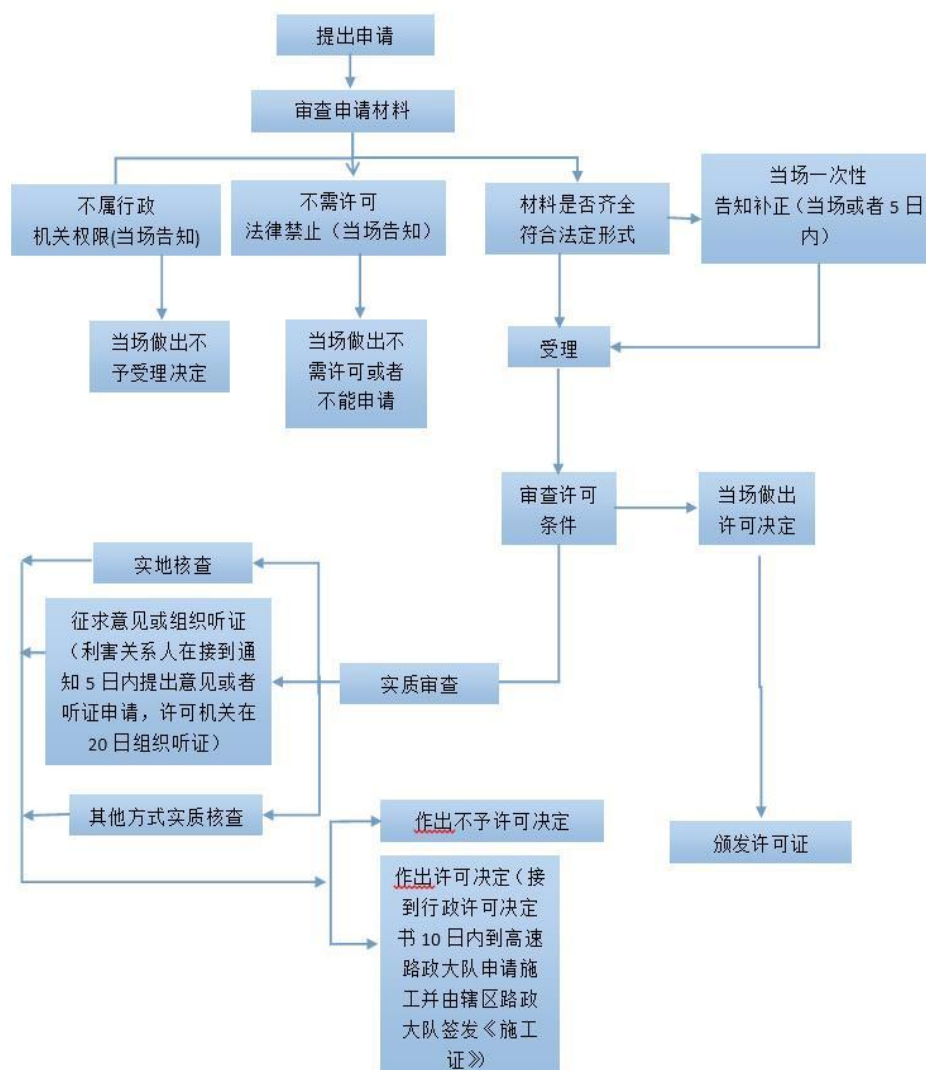 提出申请
审查申请材料
不属行政
机关权限(当场告知)
不需许可
法律禁止（当场告知）
材料是否齐全
符合法定形式
当场一次性
告知补正（当场或者5日
内）
当场做出不
予受理决定
当场做出不
需许可或者
不能申请
受理
审查许可
条件
当场做出
许可决定
实地核查
征求意见或组织听证
（利害关系人在接到通
知5日内提出意见或者
听证申请，许可机关在
20日组织听证）
实质审查
其他方式实质核查
作出不予许可决定
颁发许可证
作出许可决定（接
到行政许可决定
书10日内到高速
路政大队申请施
工并由辖区路政
大队签发《施工
证》）